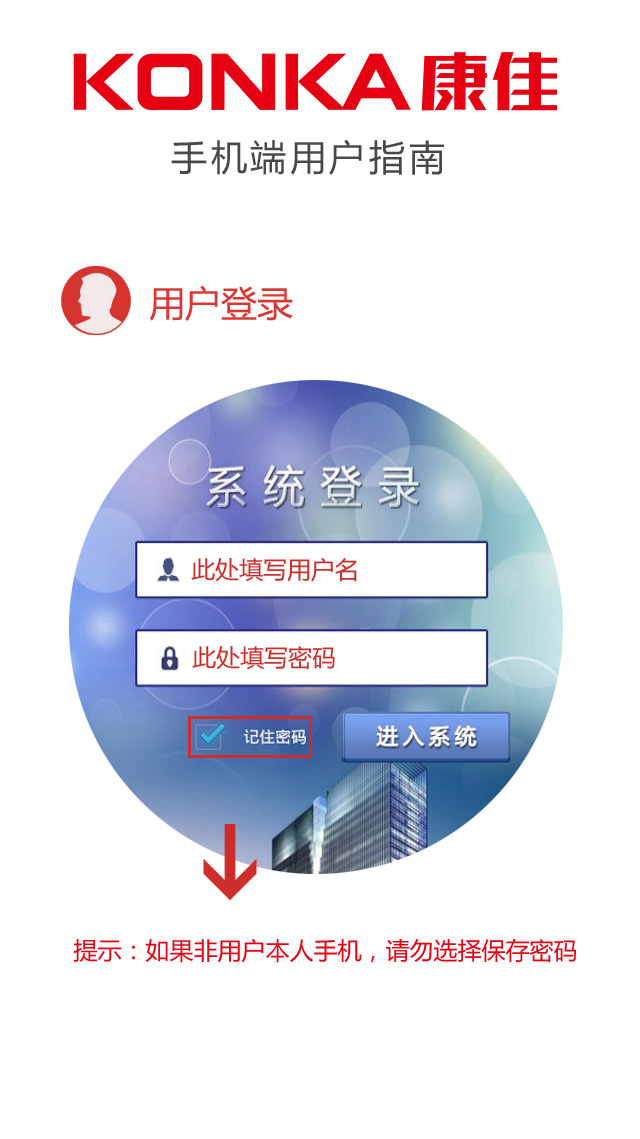 KONKA康佳
手机端用户指南
用户登录
系统登录
此处填写用户名
此处填写密码
记住密码 进入系统
提示：如果非用户本人手机，请勿选择保存密码